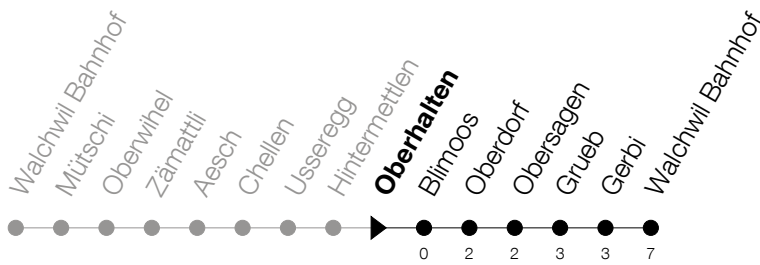 Walchwil Bahnhof
Mütschi
Oberwihel
Zämattli
Aesch
Chellen
Usseregg
Hintermettlen
Oberhalten
Blimoos
Oberdorf
Obersagen
Grueb
Gerbi
Walchwil Bahnhof
0 2 2 3 3 7